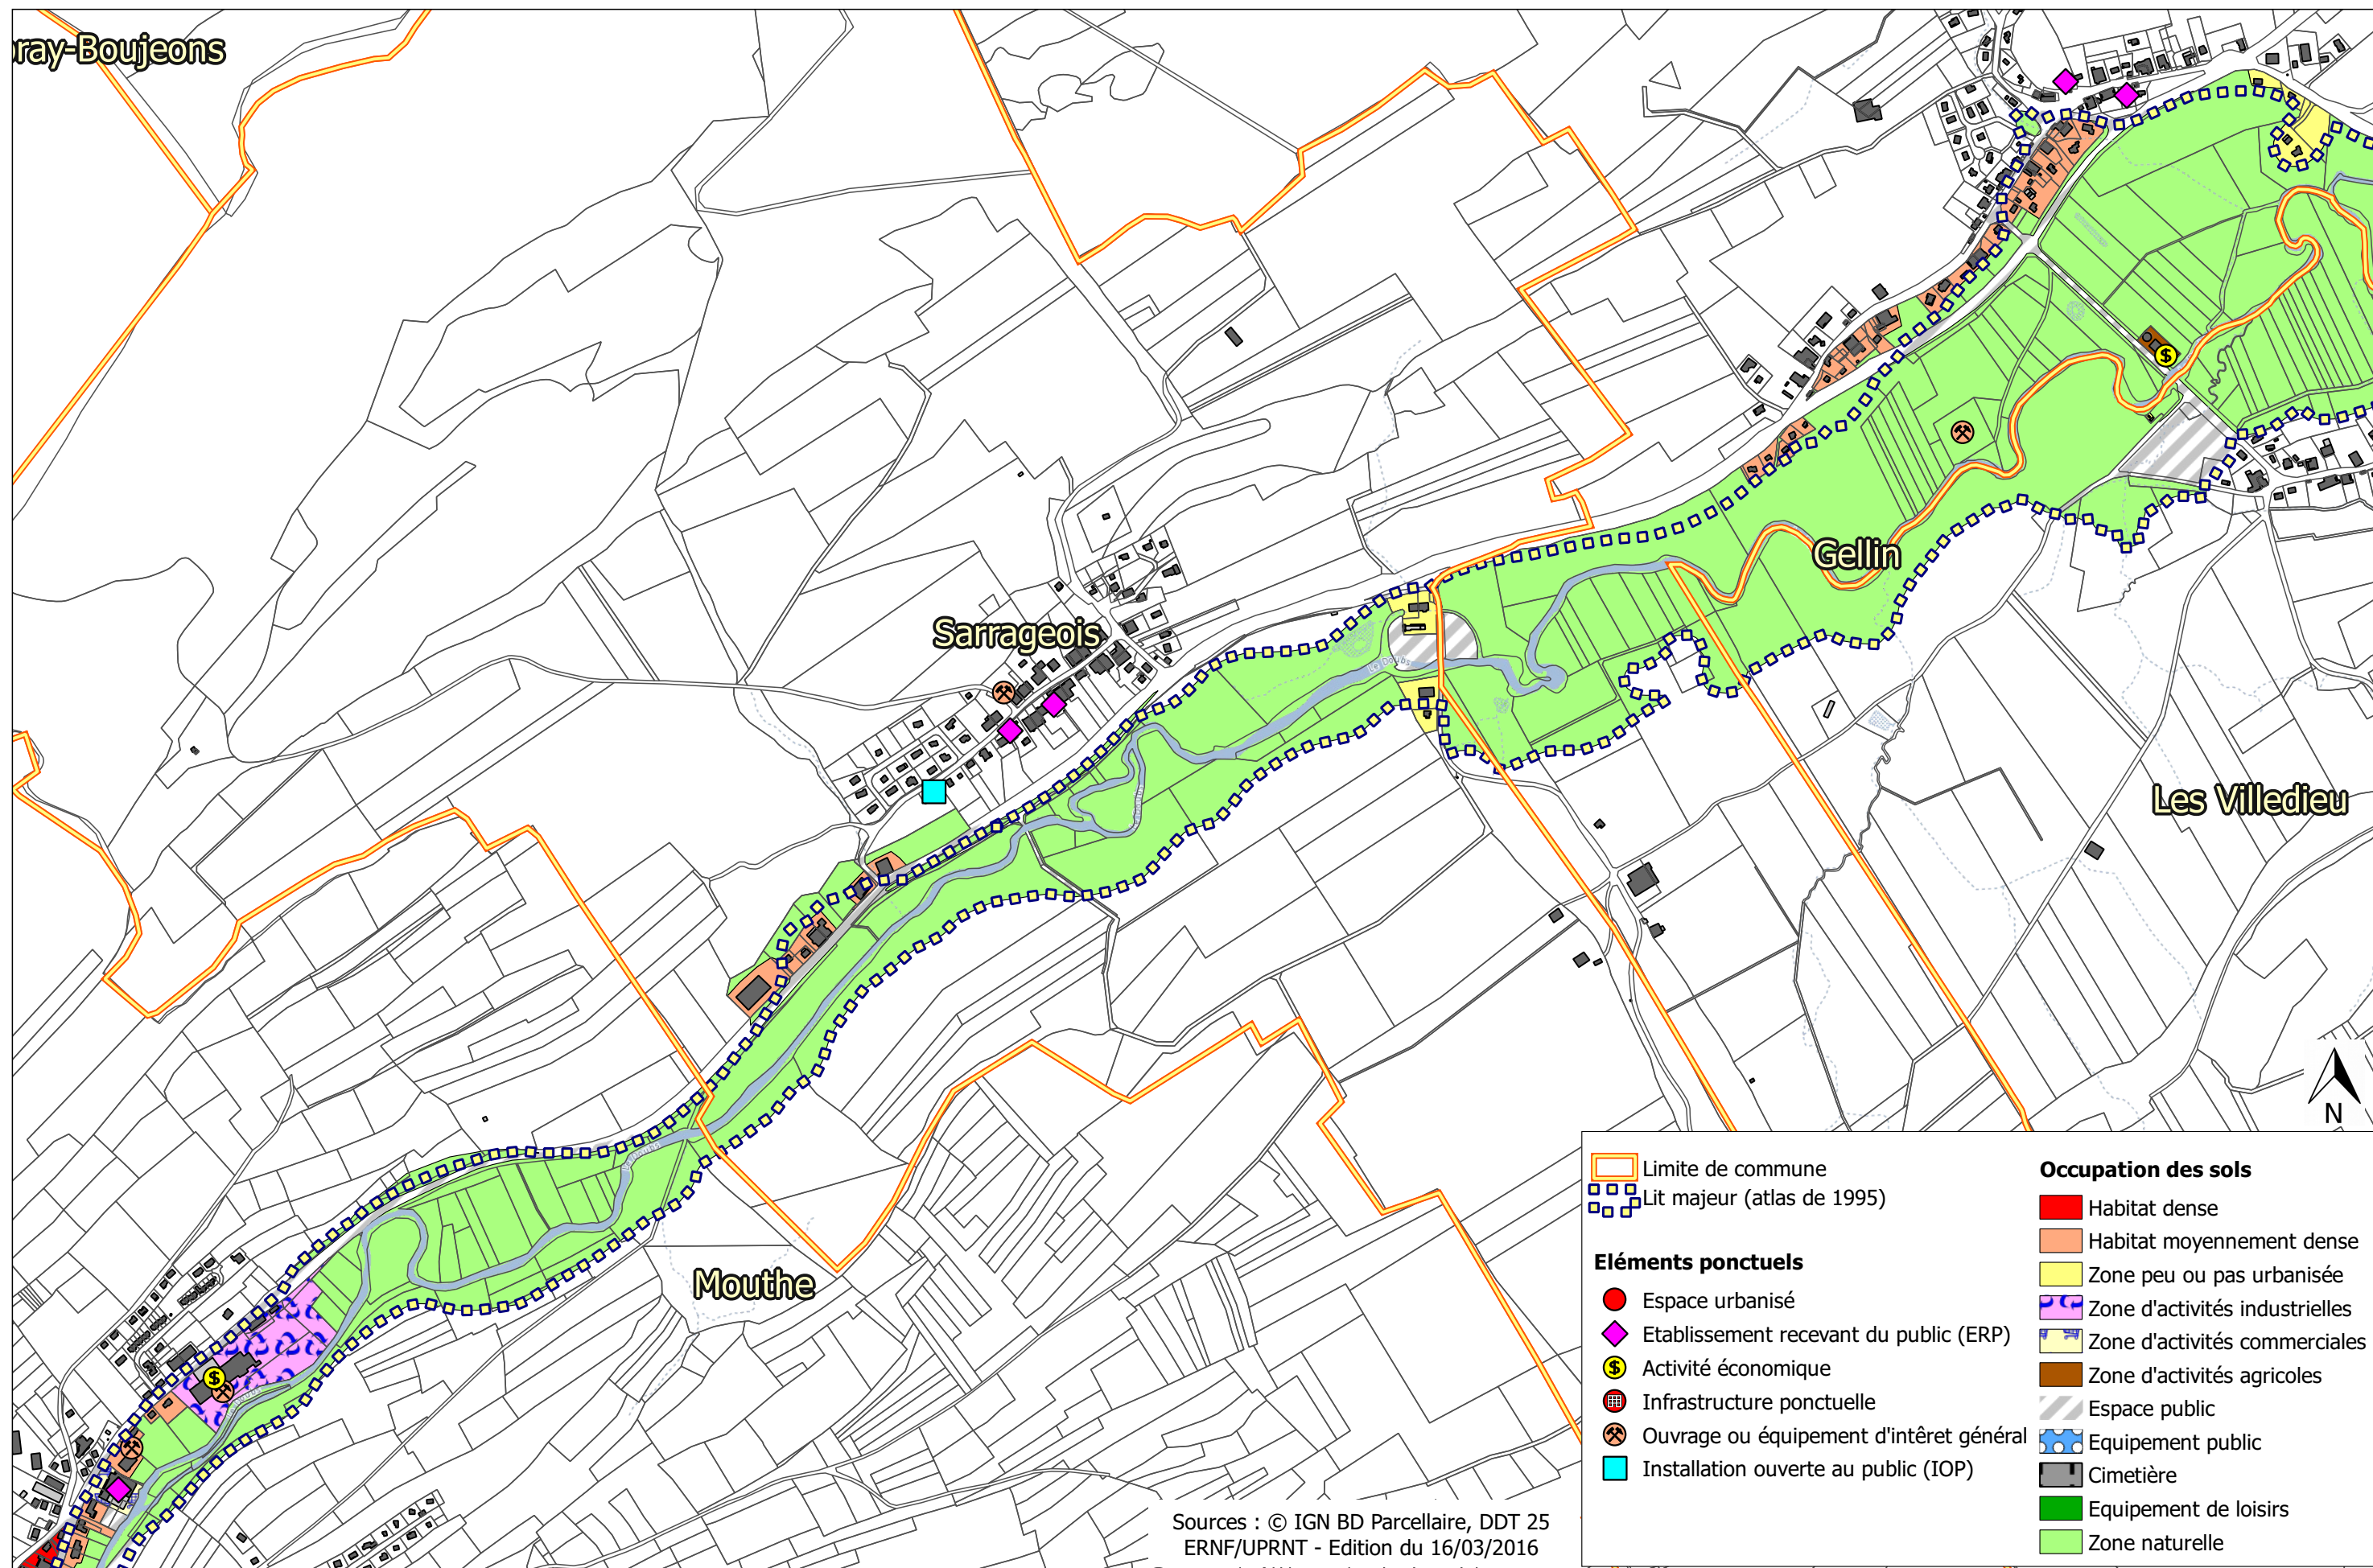 ray-Boujeons
Sarrageois
Gellin
Le Doubs
Les Villedieu
Mouthe
N
Limite de commune
Lit majeur (atlas de 1995)
Eléments ponctuels
Espace urbanisé
Etablissement recevant du public (ERP)
Activité économique
Infrastructure ponctuelle
Ouvrage ou équipement d'intêret général
Installation ouverte au public (IOP)
Occupation des sols
Habitat dense
Habitat moyennement dense
Zone peu ou pas urbanisée
Zone d'activités industrielles
Zone d'activités commerciales
Zone d'activités agricoles
Espace public
Equipement public
Cimetière
Equipement de loisirs
Zone naturelle
Sources : © IGN BD Parcellaire, DDT 25
ERNF/UPRNT - Edition du 16/03/2016